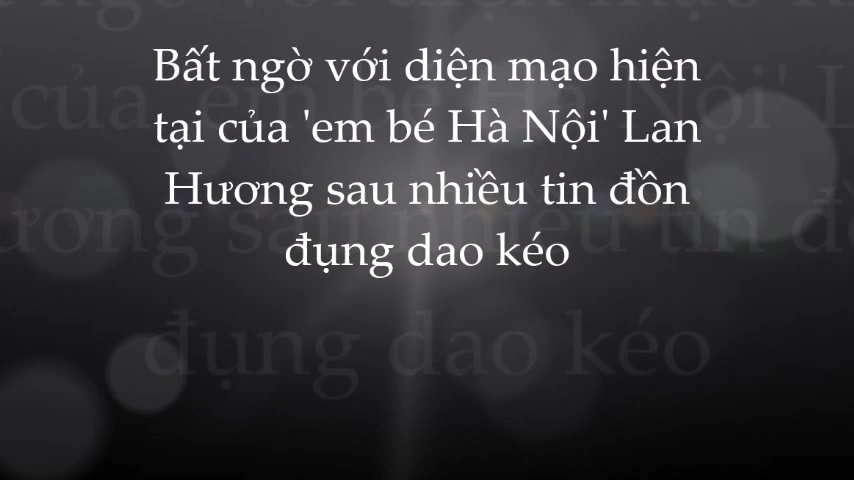 Bất ngờ với diện mạo hiện
tại của 'em bé Hà Nội' Lan
Hương sau nhiều tin đồn
đụng dao kéo